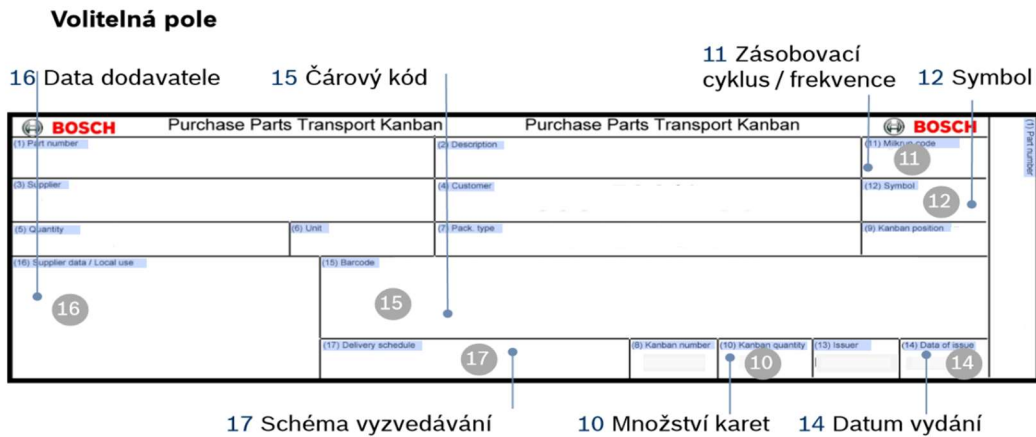 Volitelná pole
16 Data dodavatele
15 Čárový kód
11 Zásobovací
cyklus / frekvence
12 Symbol
BOSCH Purchase Parts Transport Kanban Purchase Parts Transport Kanban BOSCH
(1) Part number
(2) Description
(11) Milkrun code
11
(1) Part number
(3) Supplier
(4) Customer
(12) Symbol
12
(5) Quantity
(6) Unit
(7) Pack. type
(9) Kanban position
(16) Supplier data / Local use
(15) Barcode
16
15
(17) Delivery schedule
17
(8) Kanban number
(10) Kanban quantity
10
(13) Issuer
(14) Data of issue
14
17 Schéma vyzvedávání
10 Množství karet
14 Datum vydání